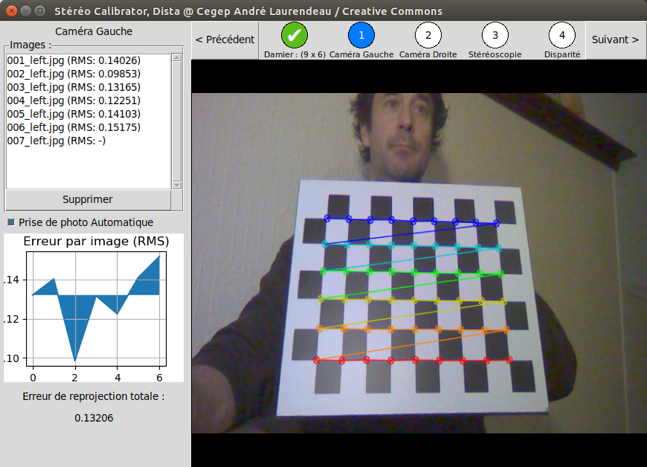 Stéréo Calibrator, Dista @ Cegep André Laurendeau / Creative Commons
Caméra Gauche
Images :
001_left.jpg (RMS: 0.14026)
002_left.jpg (RMS: 0.09853)
003_left.jpg (RMS: 0.13165)
004_left.jpg (RMS: 0.12251)
005_left.jpg (RMS: 0.14103)
006_left.jpg (RMS: 0.15175)
007_left.jpg (RMS: -)
Supprimer
Prise de photo Automatique
Erreur par image (RMS)
.14
.12
.10
0 2 4 6
Erreur de reprojection totale :
0.13206
< Précédent
1 2 3 4
Damier : (9 x 6) Caméra Gauche Caméra Droite Stéréoscopie Disparité
Suivant >